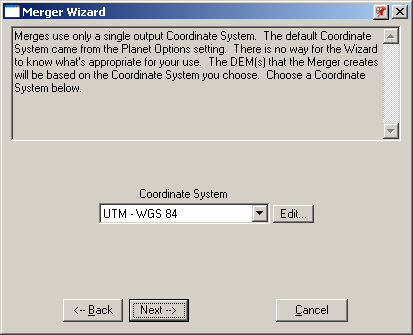 Merger Wizard
Merges use only a single output Coordinate System.  The default Coordinate
System came from the Planet Options setting.  There is no way for the Wizard
to know what's appropriate for your use.  The DEM(s) that the Merger creates
will be based on the Coordinate System you choose.  Choose a Coordinate
System below.
Coordinate System
UTM - WGS 84
Edit...
<-- Back
Next -->
Cancel